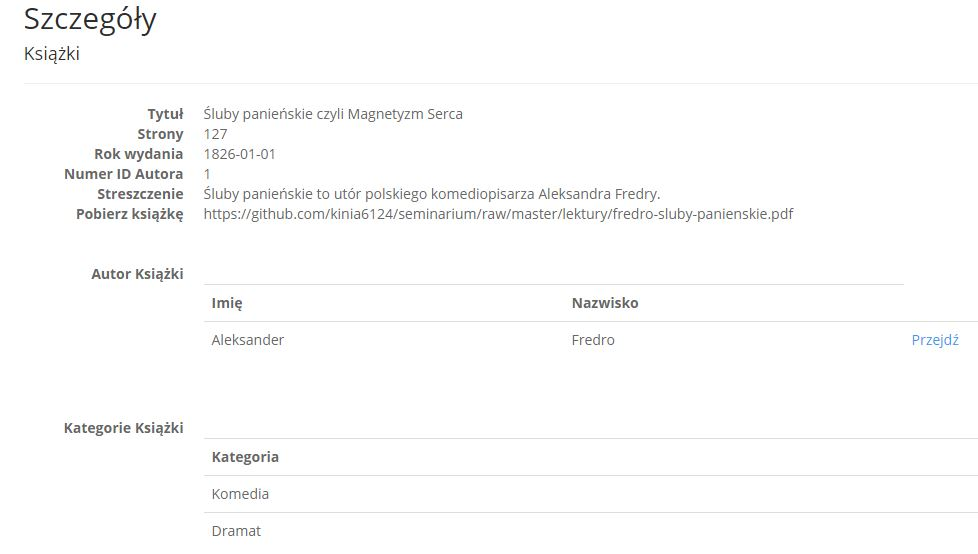 Szczegóły
Książki
Tytuł Śluby panieńskie czyli Magnetyzm Serca
Strony 127
Rok wydania 1826-01-01
Numer ID Autora 1
Streszczenie Śluby panieńskie to utór polskiego komediopisarza Aleksandra Fredry.
Pobierz książkę https://github.com/kinia6124/seminarium/raw/master/lektury/fredro-sluby-panienskie.pdf
Autor Książki
Imię Nazwisko
Aleksander Fredro Przejdź
Kategorie Książki
Kategoria
Komedia
Dramat